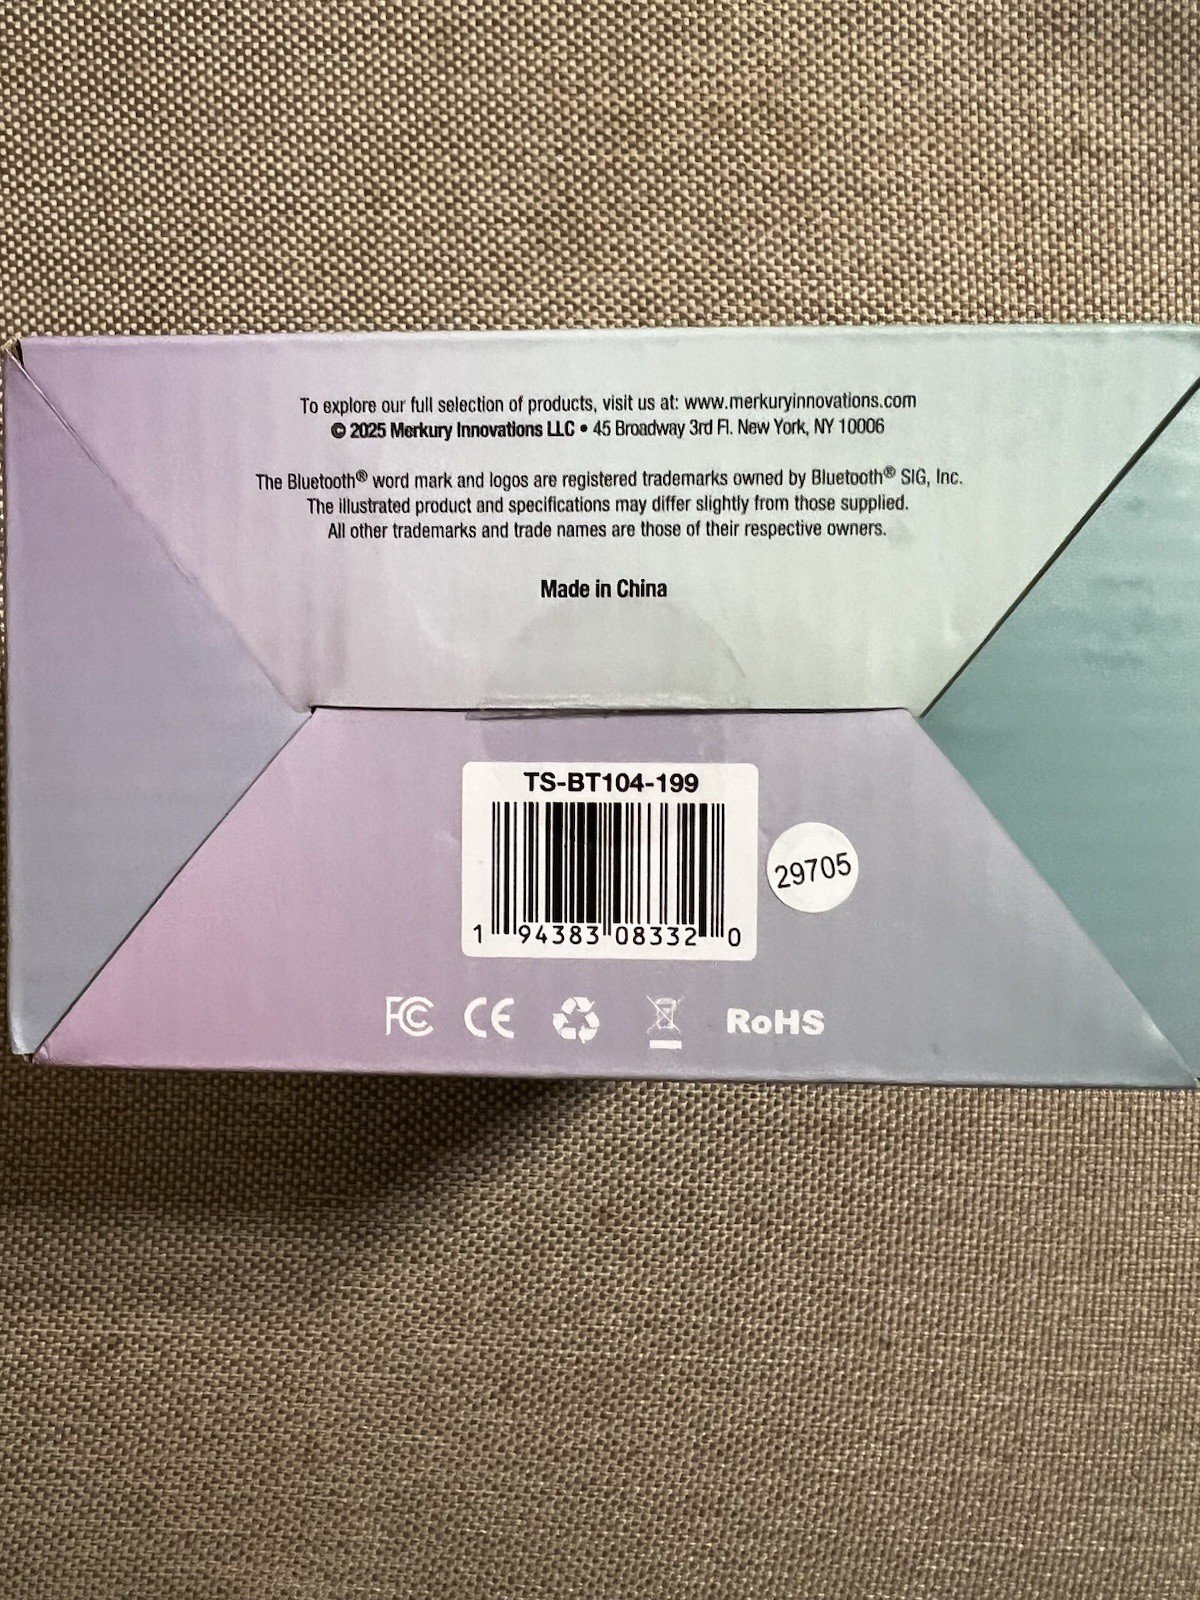 To explore our full selection of products, visit us at: www.merkuryinnovations.com
© 2025 Merkury Innovations LLC • 45 Broadway 3rd Fl. New York, NY 10006
The Bluetooth® word mark and logos are registered trademarks owned by Bluetooth® SIG, Inc.
The illustrated product and specifications may differ slightly from those supplied.
All other trademarks and trade names are those of their respective owners.
Made in China
TS-BT104-199
29705
1 94383 08332 0
FC CE RoHS